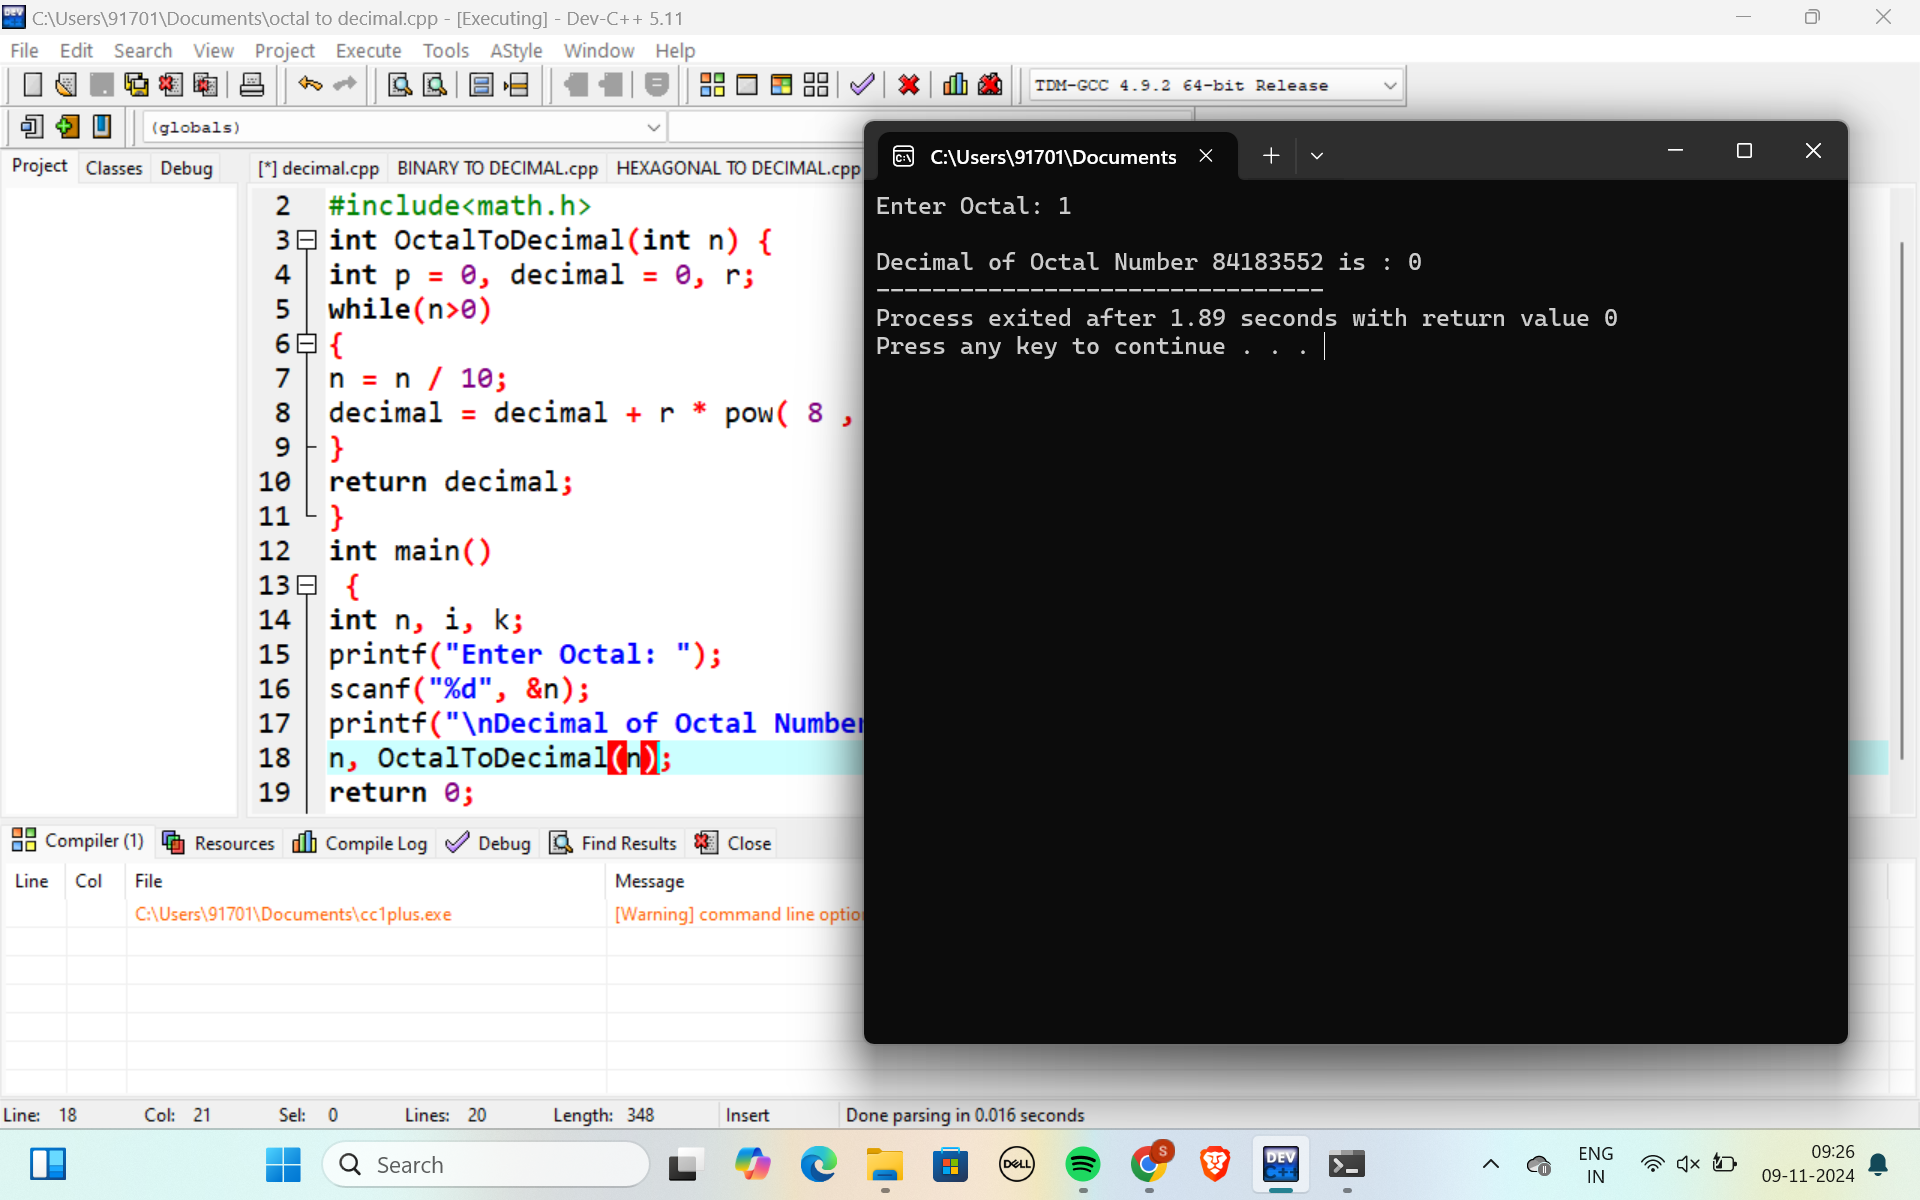 C:\Users\91701\Documents\octal to decimal.cpp - [Executing] - Dev-C++ 5.11
File Edit Search View Project Execute Tools AStyle Window Help
TDM-GCC 4.9.2 64-bit Release
(globals)
Project Classes Debug
[*] decimal.cpp BINARY TO DECIMAL.cpp HEXAGONAL TO DECIMAL.cpp
2 #include<math.h>
3 int OctalToDecimal(int n) {
4 int p = 0, decimal = 0, r;
5 while(n>0)
6 {
7 n = n / 10;
8 decimal = decimal + r * pow( 8 ,
9 }
10 return decimal;
11 }
12 int main()
13 {
14 int n, i, k;
15 printf("Enter Octal: ");
16 scanf("%d", &n);
17 printf("\nDecimal of Octal Number
18 n, OctalToDecimal(n);
19 return 0;
C:\Users\91701\Documents
Enter Octal: 1
Decimal of Octal Number 84183552 is : 0
--------------------------------
Process exited after 1.89 seconds with return value 0
Press any key to continue . . .
Compiler (1) Resources Compile Log Debug Find Results Close
Line Col File Message
C:\Users\91701\Documents\cc1plus.exe [Warning] command line
Line: 18 Col: 21 Sel: 0 Lines: 20 Length: 348 Insert Done parsing in 0.016 seconds
Search
DELL
S
DEV
C++
ENG
IN
09:26
09-11-2024